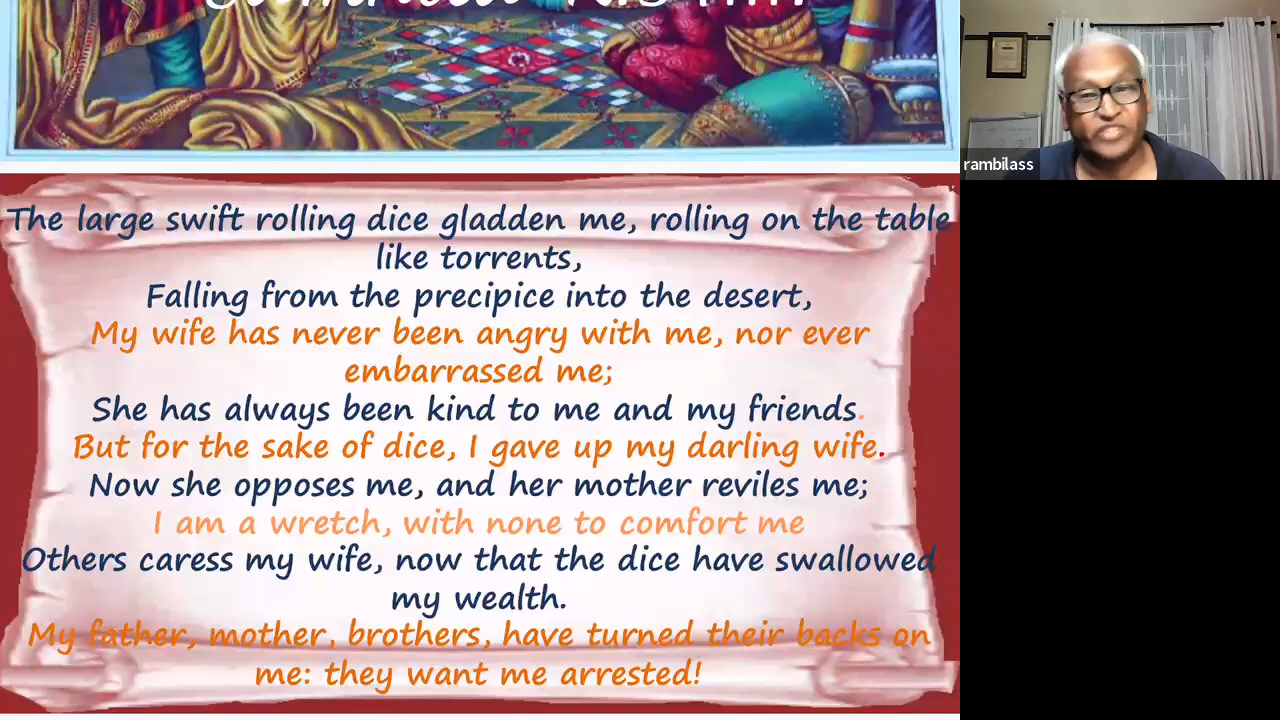 rambilass
The large swift rolling dice gladden me, rolling on the table
like torrents,
Falling from the precipice into the desert,
My wife has never been angry with me, nor ever
embarrassed me;
She has always been kind to me and my friends.
But for the sake of dice, I gave up my darling wife.
Now she opposes me, and her mother reviles me;
I am a wretch, with none to comfort me
Others caress my wife, now that the dice have swallowed
my wealth.
My father, mother, brothers, have turned their backs on
me: they want me arrested!